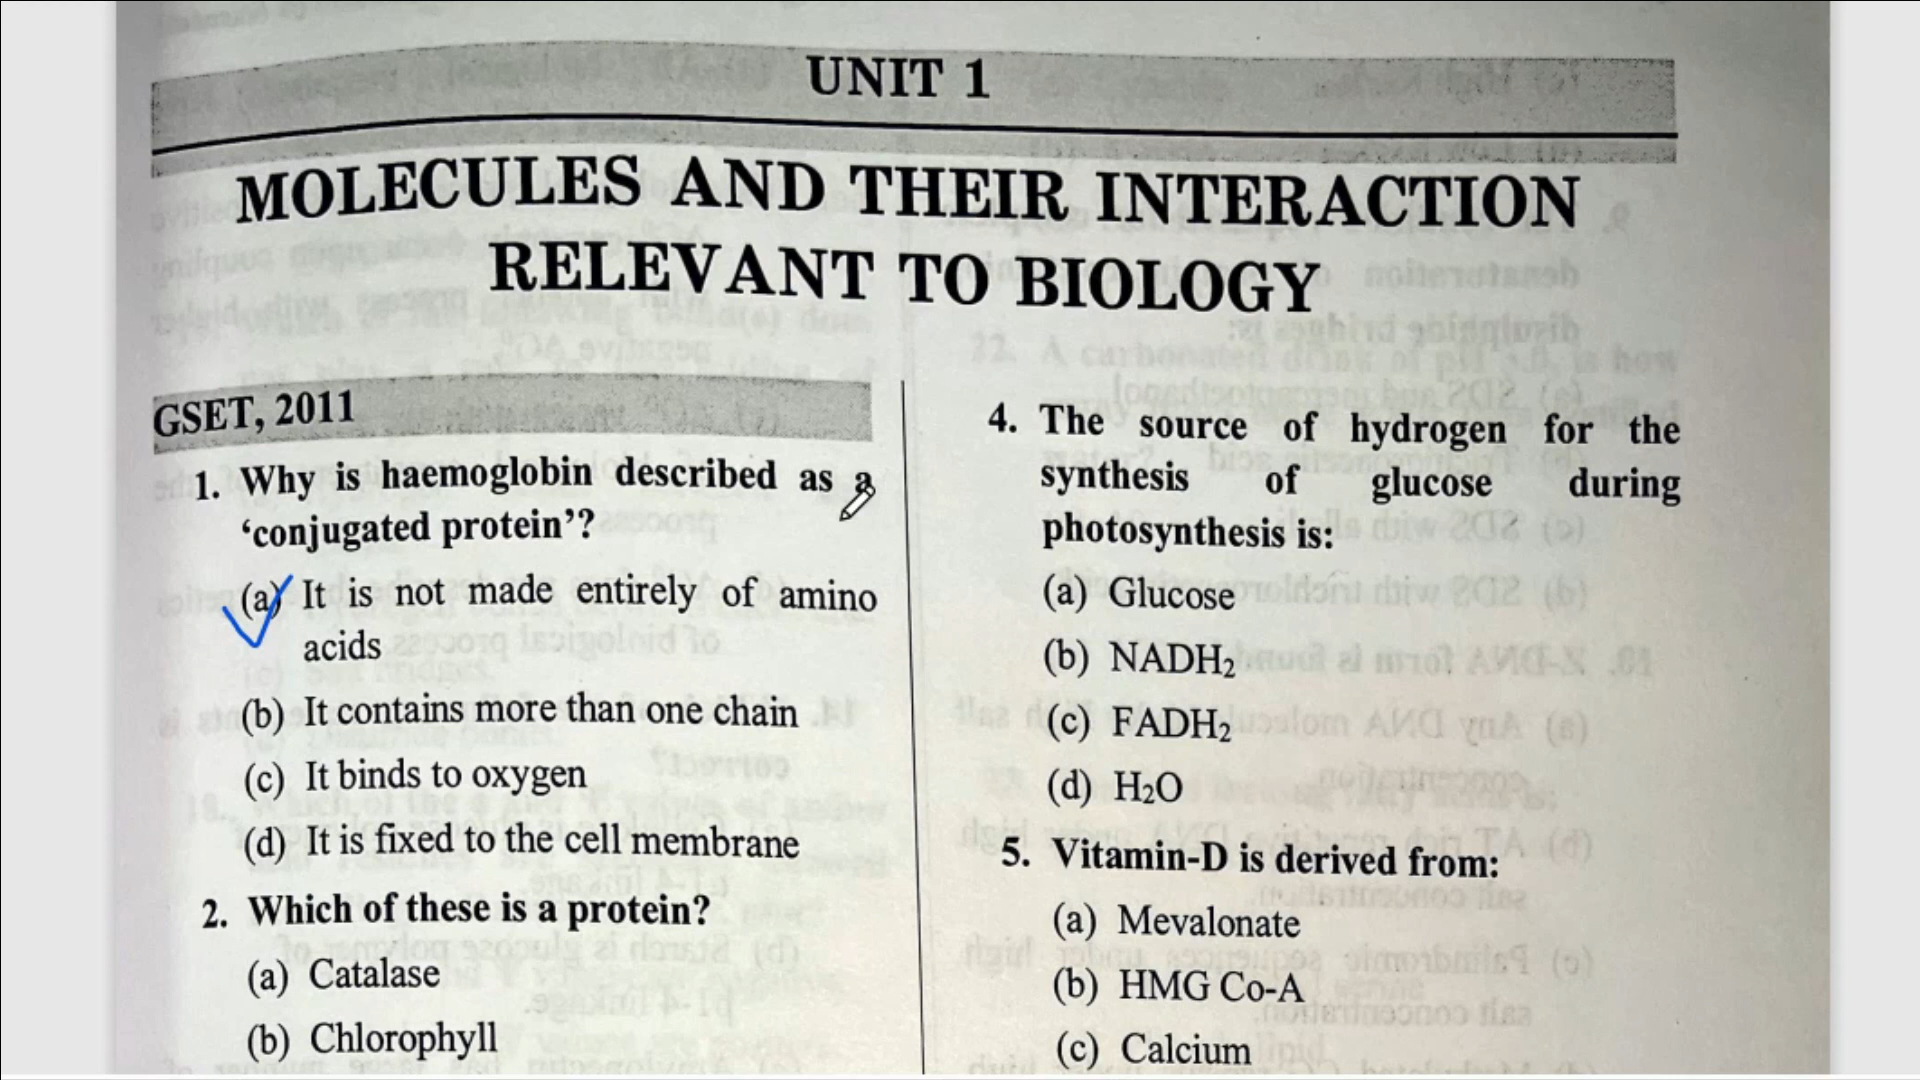 UNIT 1
MOLECULES AND THEIR INTERACTION
RELEVANT TO BIOLOGY
GSET, 2011
1. Why is haemoglobin described as a
‘conjugated protein’?
(a) It is not made entirely of amino
acids
(b) It contains more than one chain
(c) It binds to oxygen
(d) It is fixed to the cell membrane
2. Which of these is a protein?
(a) Catalase
(b) Chlorophyll
4. The source of hydrogen for the
synthesis of glucose during
photosynthesis is:
(a) Glucose
(b) NADH₂
(c) FADH₂
(d) H₂O
5. Vitamin-D is derived from:
(a) Mevalonate
(b) HMG Co-A
(c) Calcium